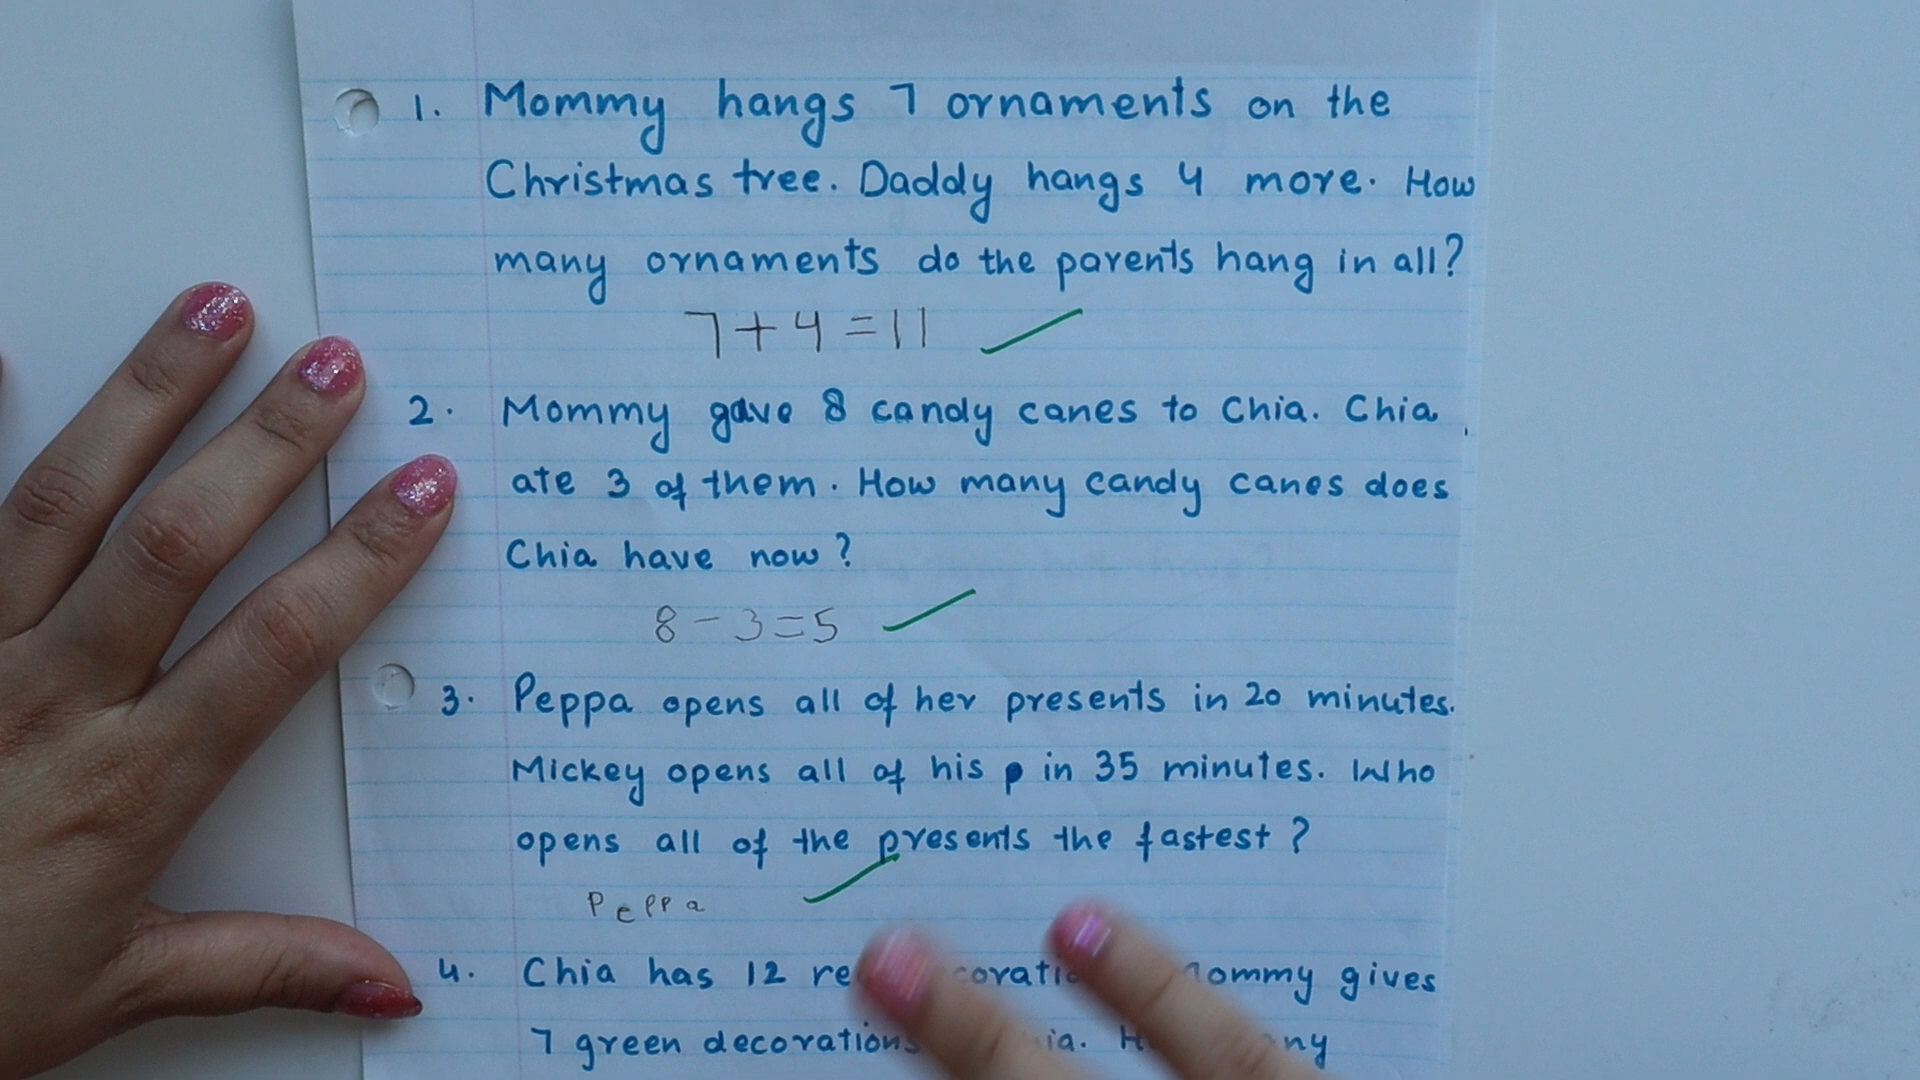 1. Mommy hangs 7 ornaments on the
Christmas tree. Daddy hangs 4 more. How
many ornaments do the parents hang in all?
7+4=11
2. Mommy gave 8 candy canes to Chia. Chia
ate 3 of them. How many candy canes does
Chia have now?
8-3=5
3. Peppa opens all of her presents in 20 minutes.
Mickey opens all of his p in 35 minutes. Who
opens all of the presents the fastest?
Peppa
4. Chia has 12 Mommy gives
7 green decorations